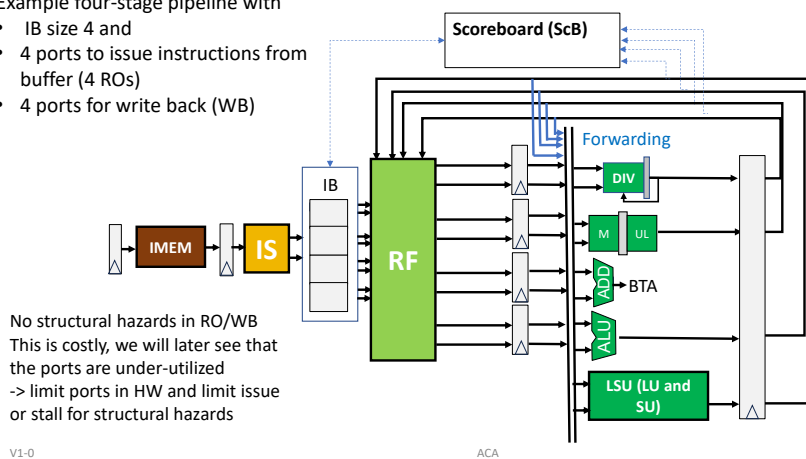 Example four-stage pipeline with
• IB size 4 and
• 4 ports to issue instructions from
buffer (4 ROs)
• 4 ports for write back (WB)
Scoreboard (ScB)
Forwarding
IB
DIV
IMEM
IS
RF
M
UL
ADD
BTA
ALU
LSU (LU and
SU)
No structural hazards in RO/WB
This is costly, we will later see that
the ports are under-utilized
-> limit ports in HW and limit issue
or stall for structural hazards
V1-0
ACA